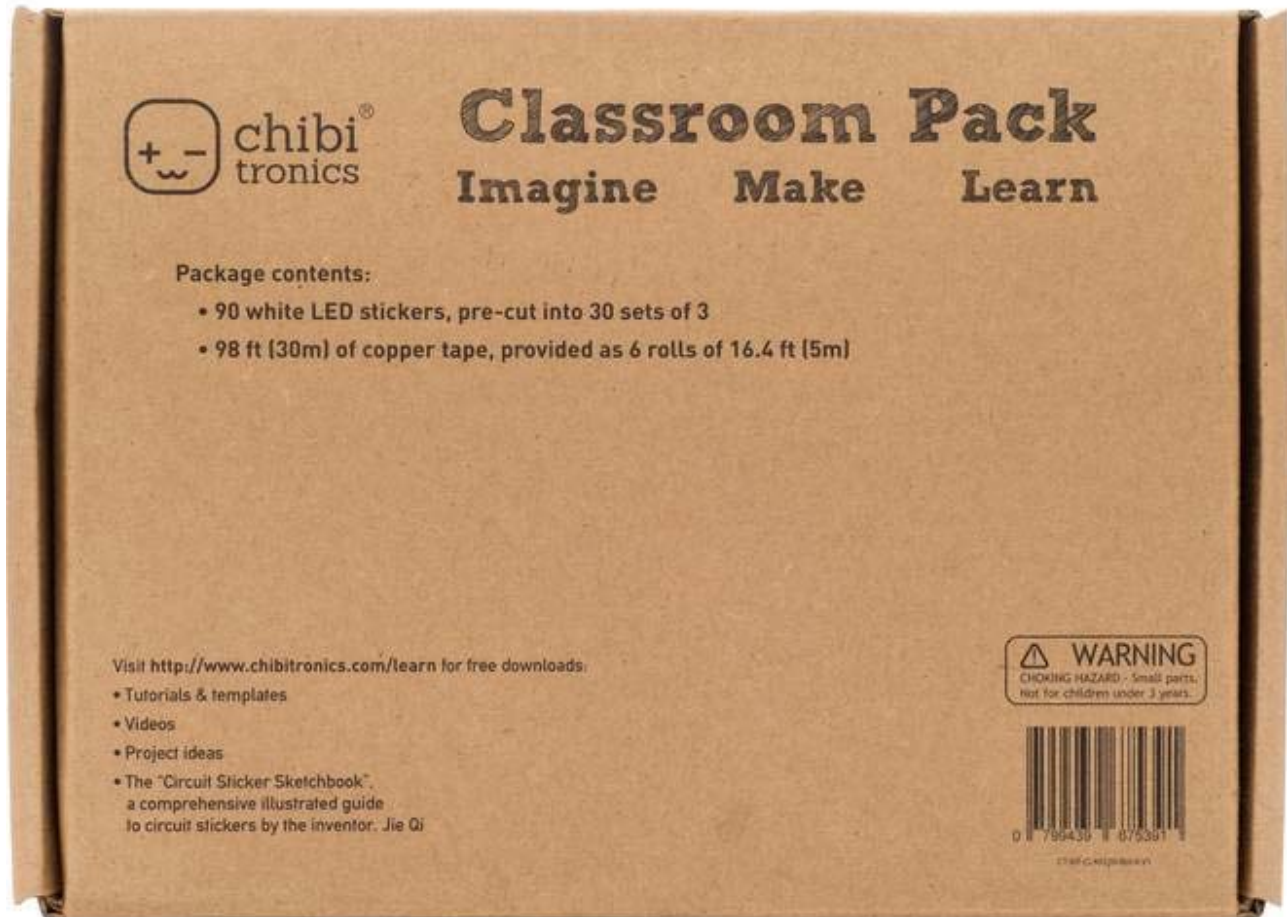 chibi®
tronics
Classroom Pack
Imagine Make Learn
Package contents:
• 90 white LED stickers, pre-cut into 30 sets of 3
• 98 ft (30m) of copper tape, provided as 6 rolls of 16.4 ft (5m)
Visit http://www.chibitronics.com/learn for free downloads:
• Tutorials & templates
• Videos
• Project ideas
• The "Circuit Sticker Sketchbook",
a comprehensive illustrated guide
to circuit stickers by the inventor, Jie Qi
WARNING
CHOKING HAZARD - Small parts.
Not for children under 3 years.
0 799439 675391